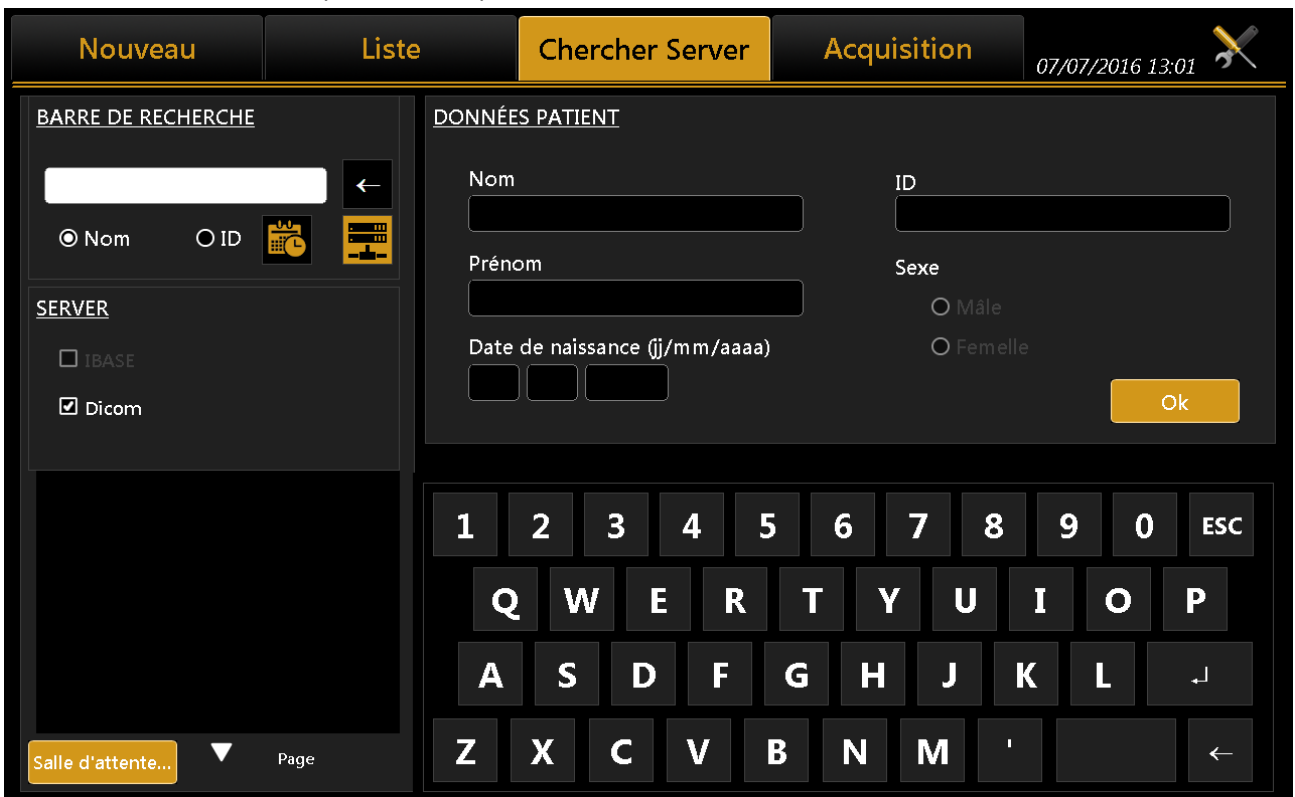 Nouveau
Liste
Chercher Server
Acquisition
07/07/2016 13:01
BARRE DE RECHERCHE
←
Nom
ID
SERVER
IBASE
Dicom
Salle d'attente...
Page
DONNÉES PATIENT
Nom
ID
Prénom
Sexe
Mâle
Femelle
Date de naissance (jj/mm/aaaa)
Ok
1 2 3 4 5 6 7 8 9 0 ESC
Q W E R T Y U I O P
A S D F G H J K L ↵
Z X C V B N M ' ←